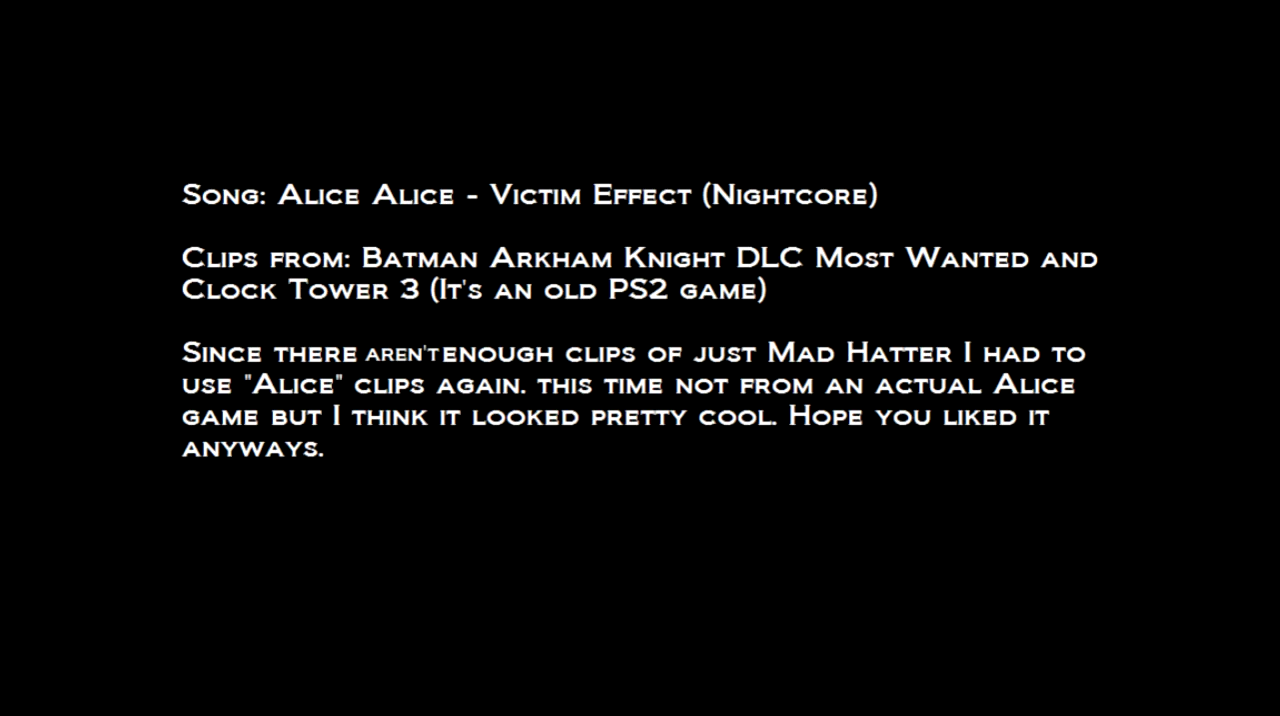 Song: Alice Alice - Victim Effect (Nightcore)
Clips from: Batman Arkham Knight DLC Most Wanted and
Clock Tower 3 (It's an old PS2 game)
Since there aren't enough clips of just Mad Hatter I had to
use "Alice" clips again. this time not from an actual Alice
game but I think it looked pretty cool. Hope you liked it
anyways.